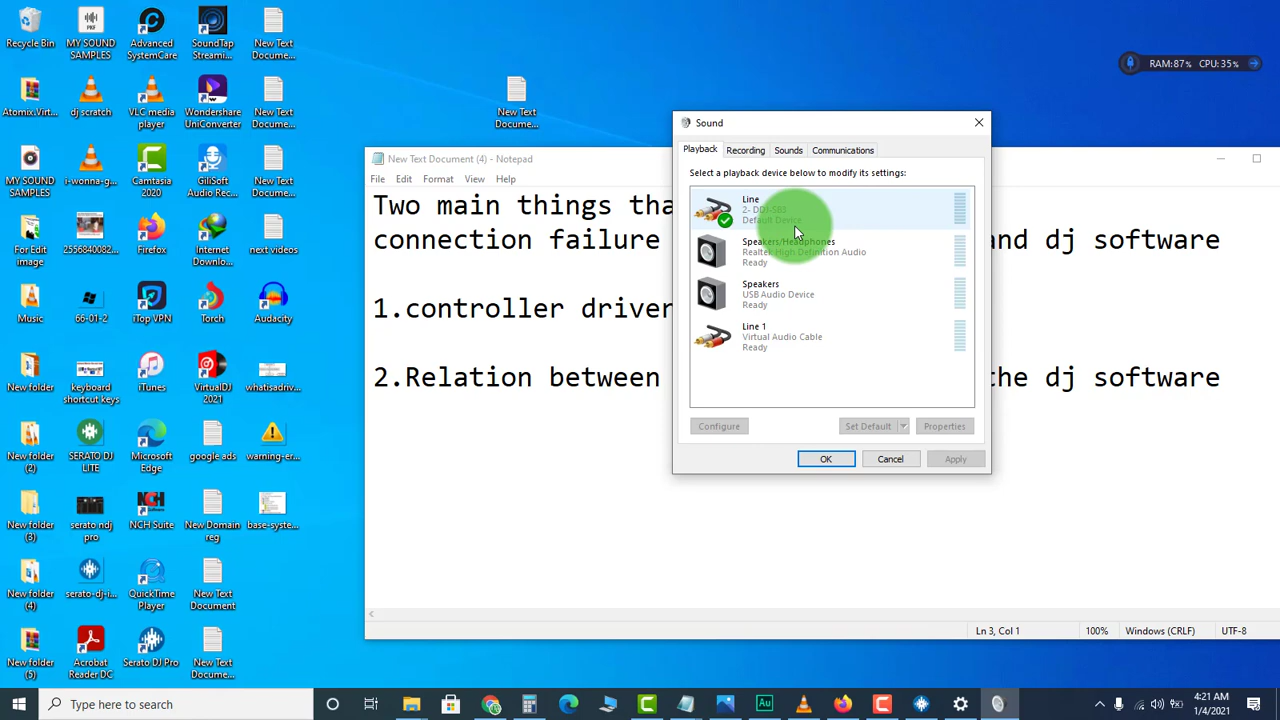 Recycle Bin
MY SOUND SAMPLES
Advanced SystemCare
SoundTap Streami...
New Text Docume...
Atomix.Virt...
dj scratch
VLC media player
Wondershare UniConverter
New Text Docume...
New Text Docume...
MY SOUND SAMPLES
i-wonna-g...
Camtasia 2020
GiliSoft Audio Rec...
New Text Docume...
For Edit image
2556840082...
Firefox
Internet Downlo...
text videos
Music
66-01-2
iTop VPN
Torch
Audacity
New folder
keyboard shortcut keys
iTunes
VirtualDJ 2021
whatisadriv...
New folder (2)
SERATO DJ LITE
Microsoft Edge
google ads
warning-er...
New folder (3)
serato ndj pro
NCH Suite
New Domain reg
base-syste...
New folder (4)
serato-dj-i...
QuickTime Player
New Text Document
New folder (5)
Acrobat Reader DC
Serato DJ Pro
New Text Docume...
RAM:87% CPU:35%
New Text Document (4) - Notepad
File Edit Format View Help
Two main things tha
connection failure and dj software
1.controller driver
2.Relation between the dj software
Ln 3, Col 1 100% Windows (CRLF) UTF-8
Sound
Playback Recording Sounds Communications
Select a playback device below to modify its settings:
Line
2- DDJ-SB3
Default Device
Speakers/Headphones
Realtek High Definition Audio
Ready
Speakers
USB Audio Device
Ready
Line 1
Virtual Audio Cable
Ready
Configure Set Default Properties
OK Cancel Apply
Type here to search
4:21 AM
1/4/2021